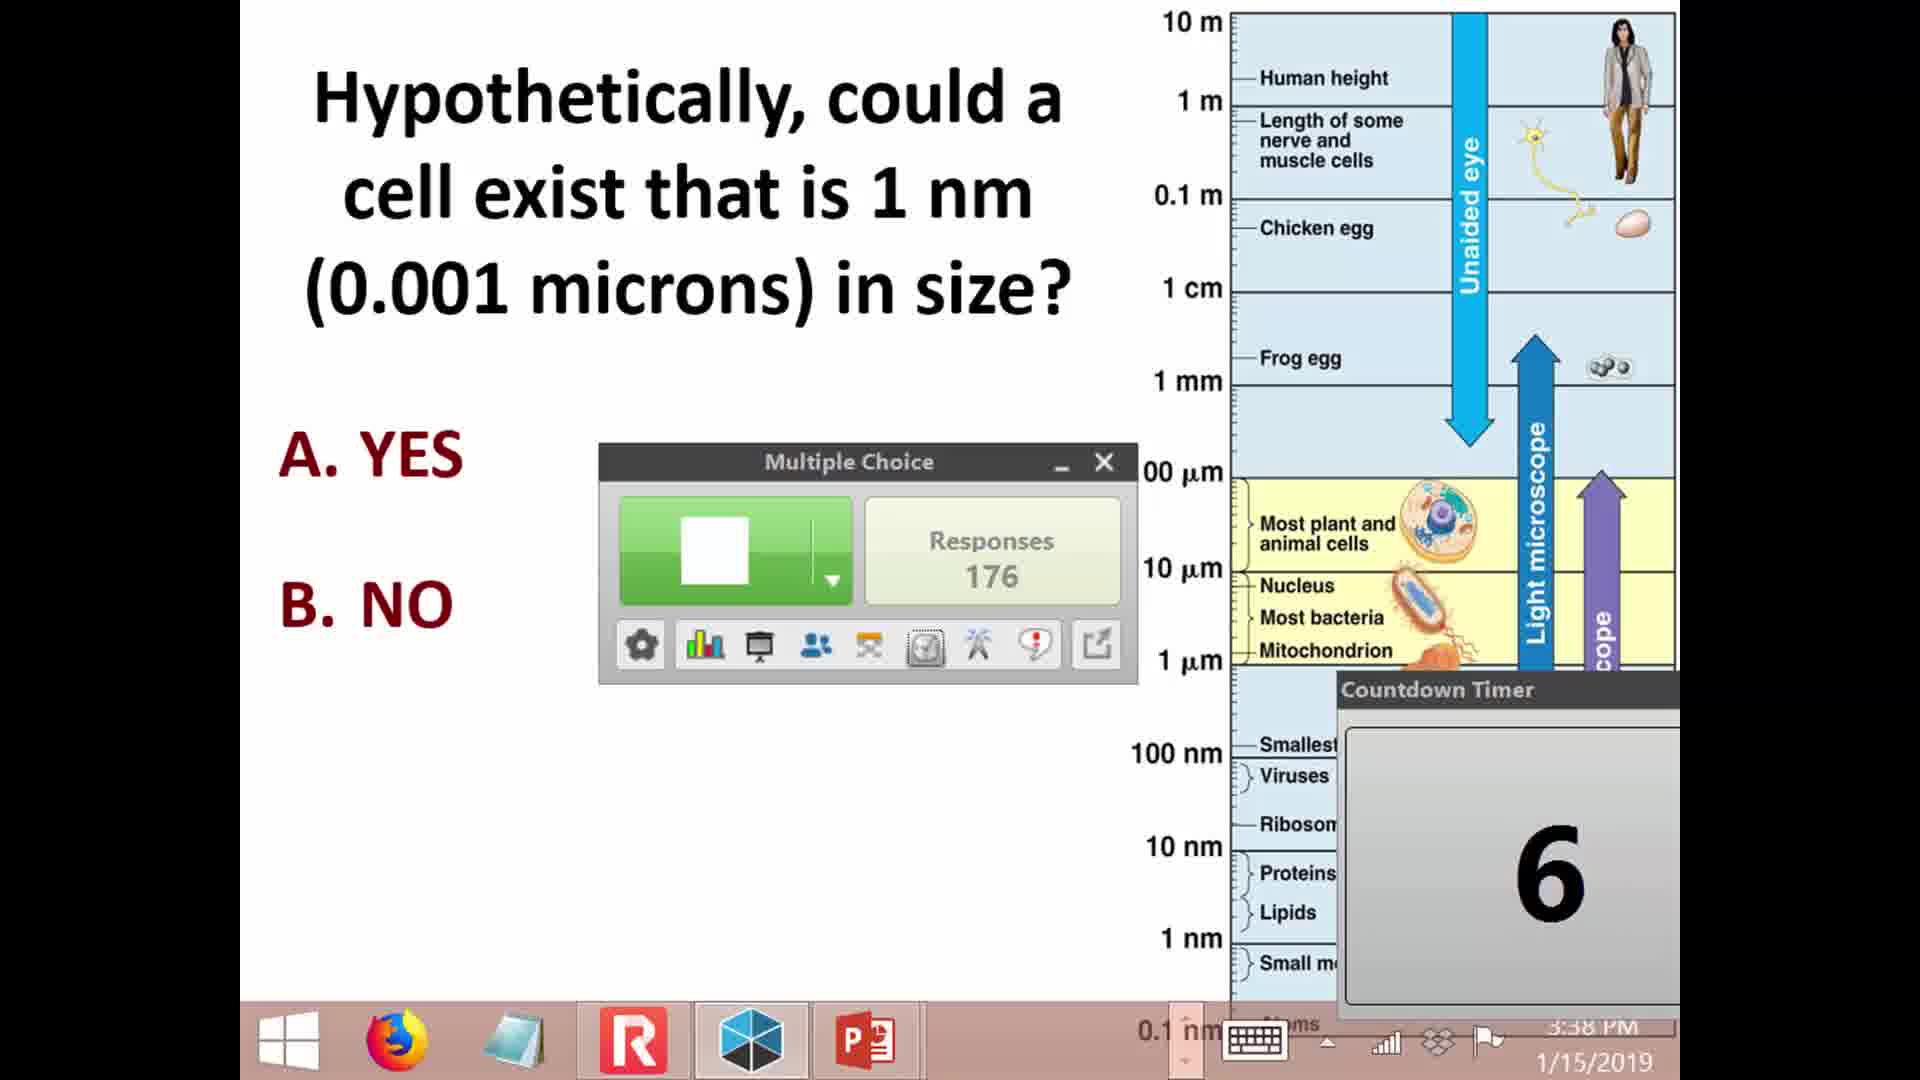 Hypothetically, could a
cell exist that is 1 nm
(0.001 microns) in size?
A. YES
B. NO
Multiple Choice
Responses
176
10 m
Human height
1 m
Length of some
nerve and
muscle cells
0.1 m
Chicken egg
1 cm
Frog egg
1 mm
00 µm
Most plant and
animal cells
10 µm
Nucleus
Most bacteria
Mitochondrion
1 µm
100 nm
Smallest
Viruses
Ribosom
10 nm
Proteins
Lipids
1 nm
Small m
0.1 nm
Unaided eye
Light microscope
cope
Countdown Timer
6
3:38 PM
1/15/2019